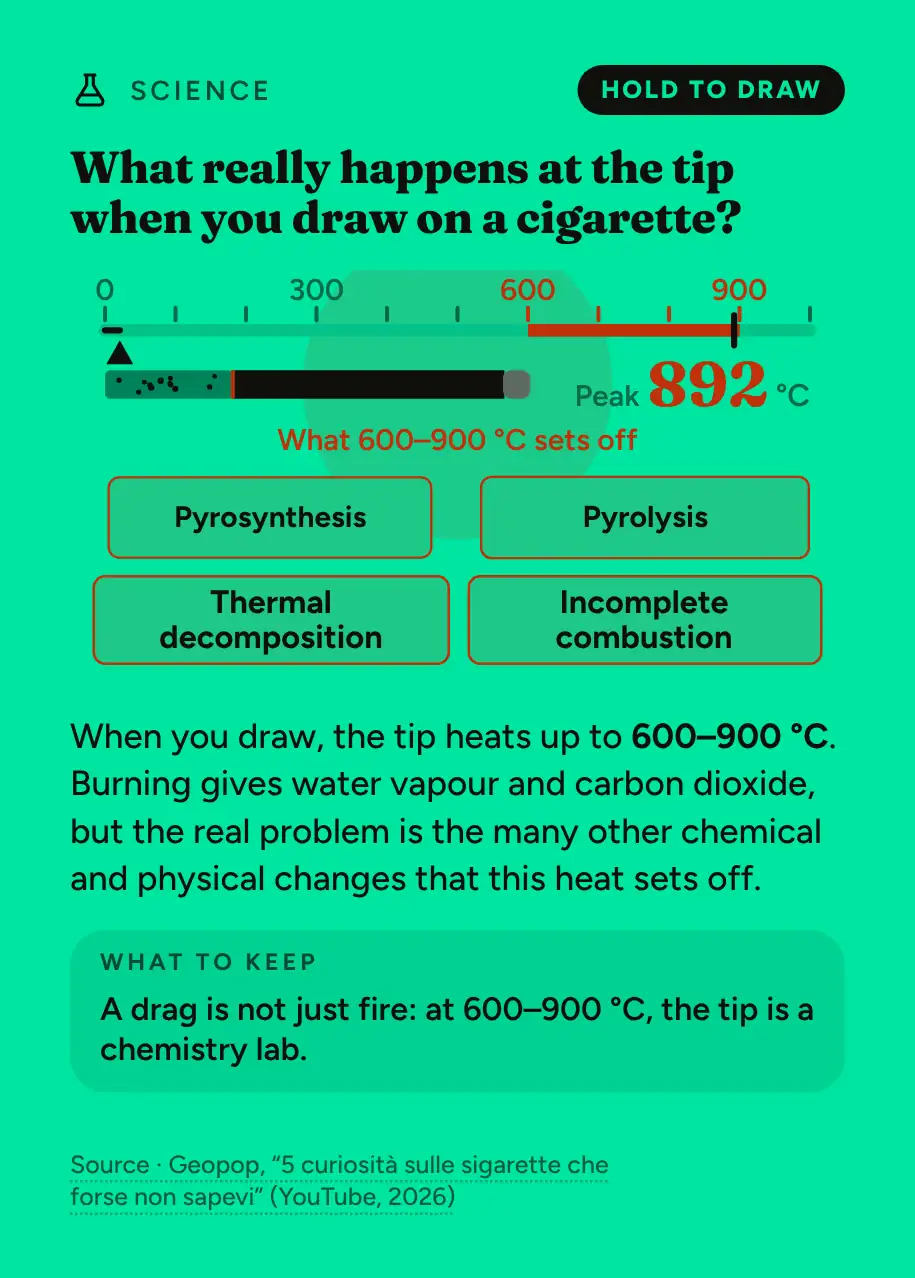 SCIENCE
HOLD TO DRAW
What really happens at the tip
when you draw on a cigarette?
0 300 600 900
Peak 892 °C
What 600–900 °C sets off
Pyrosynthesis
Pyrolysis
Thermal
decomposition
Incomplete
combustion
When you draw, the tip heats up to 600–900 °C.
Burning gives water vapour and carbon dioxide,
but the real problem is the many other chemical
and physical changes that this heat sets off.
WHAT TO KEEP
A drag is not just fire: at 600–900 °C, the tip is a
chemistry lab.
Source · Geopop, “5 curiosità sulle sigarette che
forse non sapevi” (YouTube, 2026)